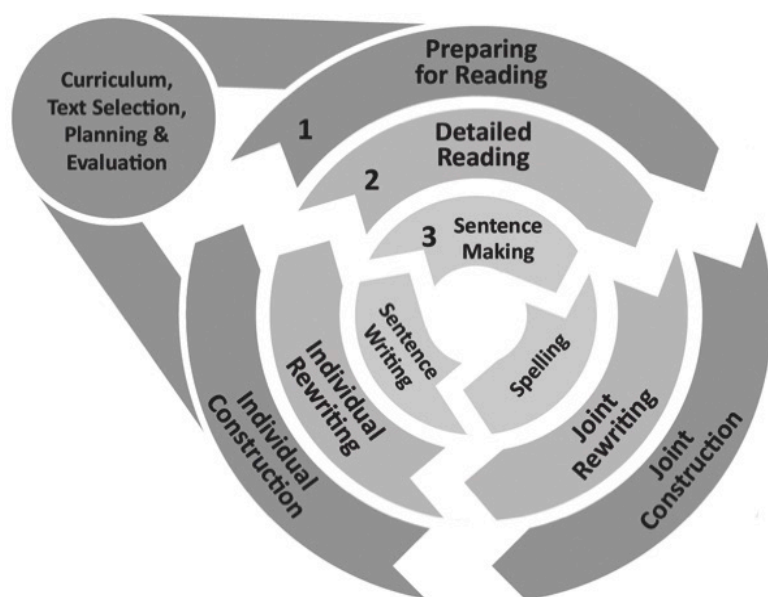 Curriculum,
Text Selection,
Planning &
Evaluation
Preparing
for Reading
1
Detailed
Reading
2
3
Sentence
Making
Sentence
Writing
Spelling
Individual
Rewriting
Joint
Rewriting
Individual
Construction
Joint
Construction